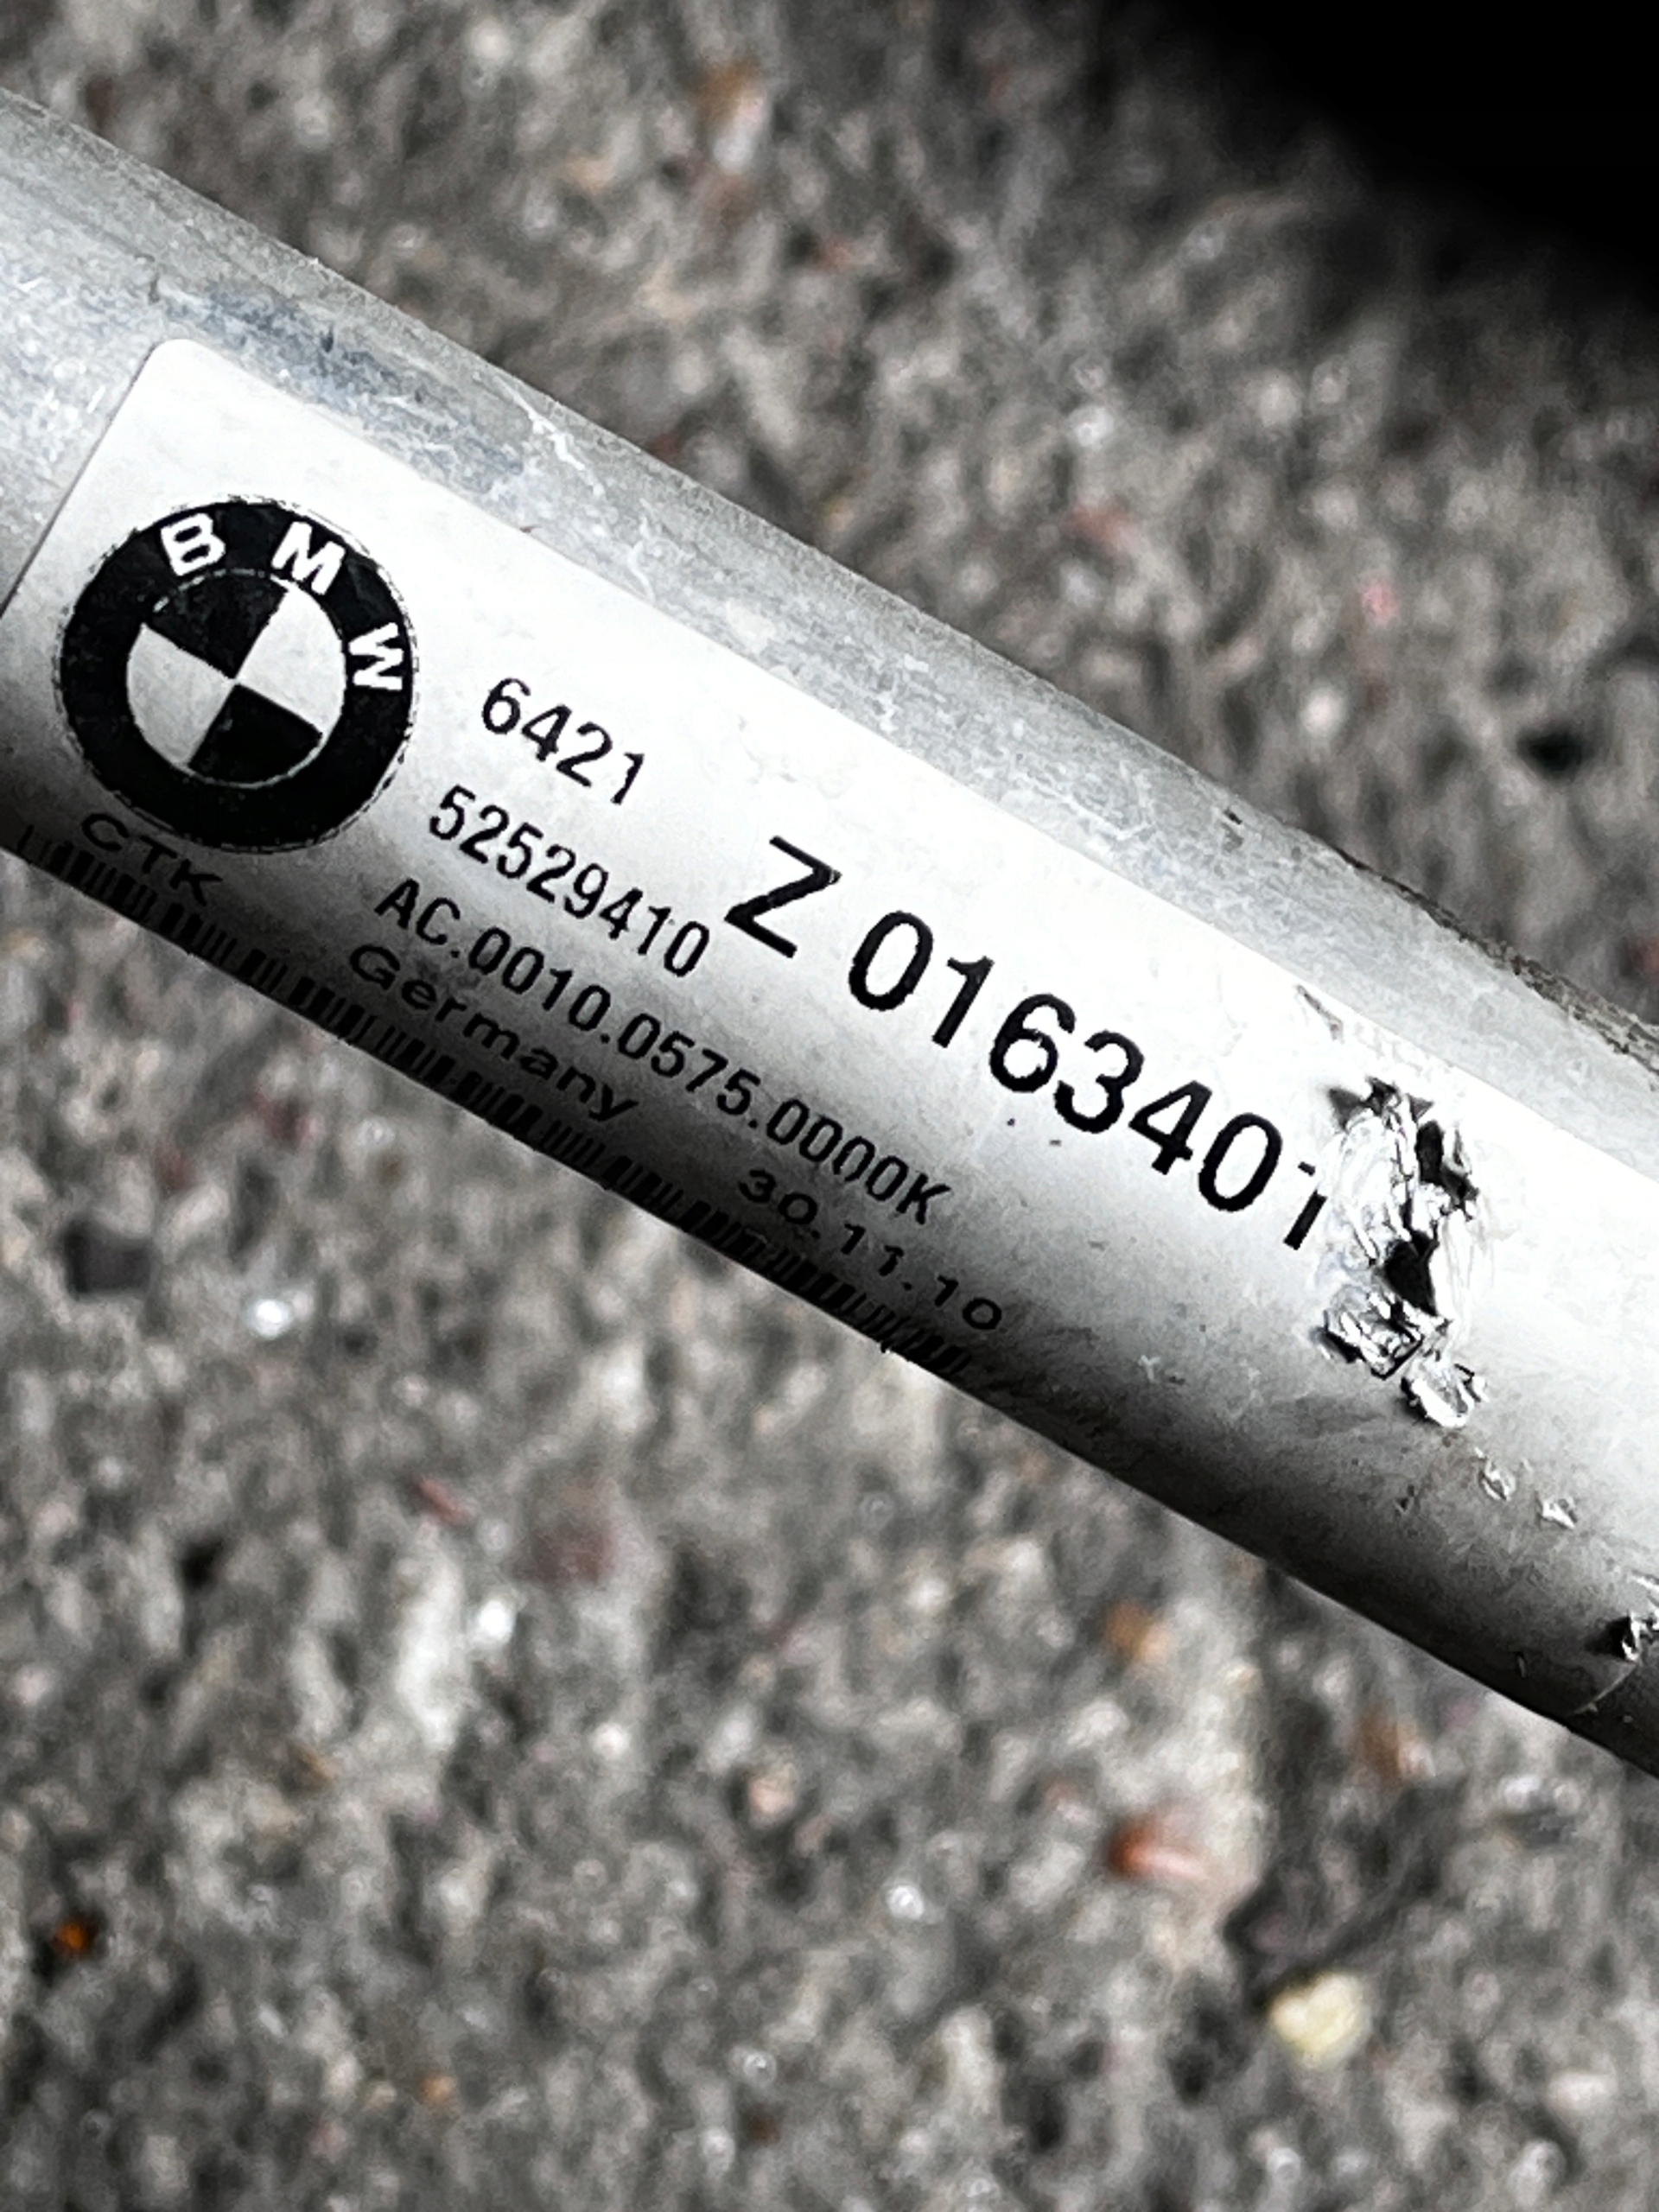 BMW
6421
52529410
Z 0163401
AC.0010.0575.0000K
CTK
Germany
30.11.10